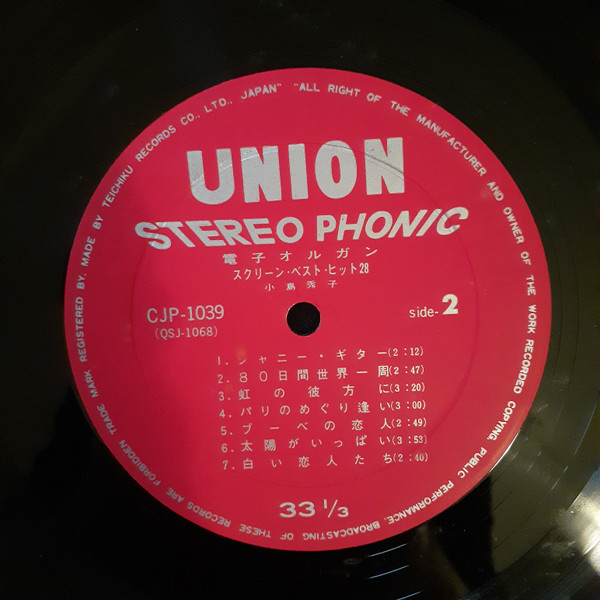 UNION
STEREO PHONIC
電子オルガン
スクリーン・ベスト・ヒット28
小島秀子
CJP-1039
(QSJ-1068)
side-2
1. ジャニー・ギター(2:12)
2. 80日間世界一周(2:47)
3. 虹の彼方に(3:20)
4. パリのめぐり逢い(3:00)
5. ブーベの恋人(2:49)
6. 太陽がいっぱい(3:53)
7. 白い恋人たち(2:40)
33 1/3
TRADE MARK REGISTERED BY, MADE BY TEICHIKU RECORDS CO., LTD., JAPAN" "ALL RIGHT OF THE MANUFACTURER AND OWNER OF THE WORK RECORDED COPYING, PUBLIC PERFORMANCE, BROADCASTING OF THESE RECORDS ARE FORBIDDEN